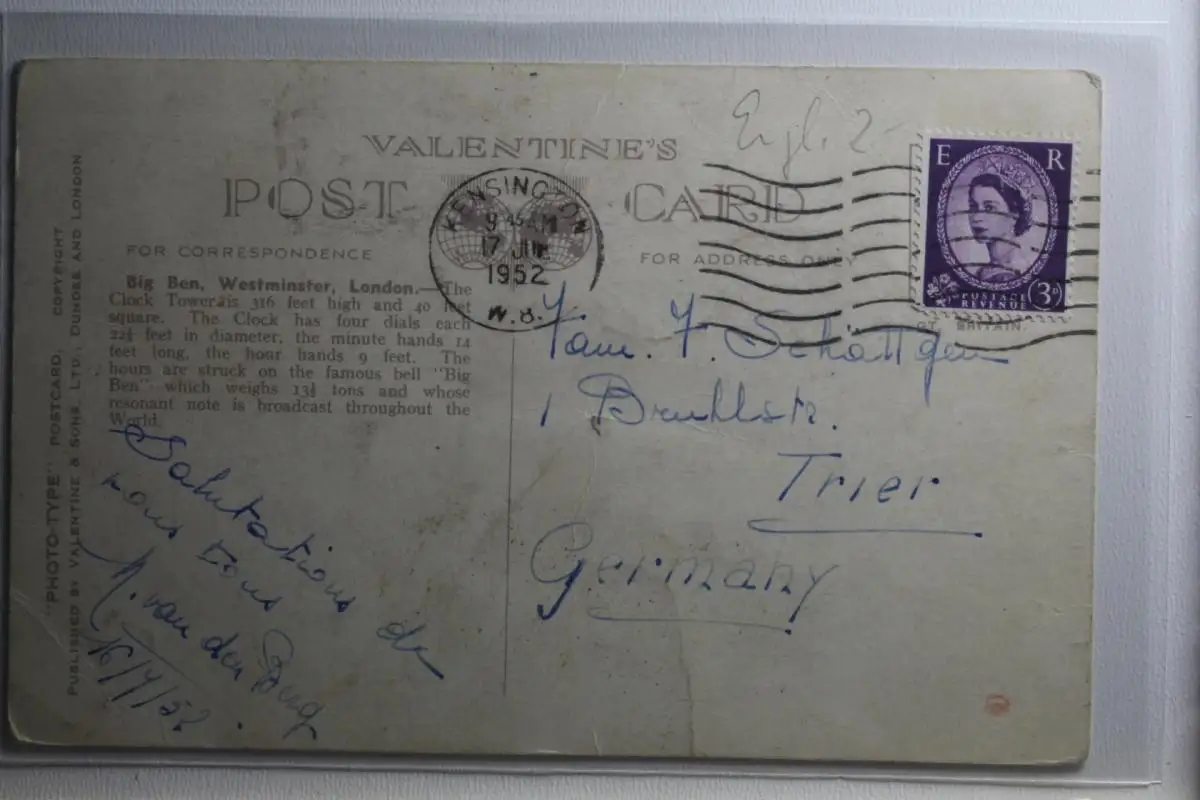 Engl. 2
VALENTINE'S
POST CARD
FOR CORRESPONDENCE
FOR ADDRESS ONLY
KENSINGTON
9 45 AM
17 JUL
1952
W.8.
E R
POSTAGE
REVENUE
3D
GT. BRITAIN
Big Ben, Westminster, London.—The
Clock Tower is 316 feet high and 40 feet
square. The Clock has four dials each
22½ feet in diameter, the minute hands 14
feet long, the hour hands 9 feet. The
hours are struck on the famous bell "Big
Ben" which weighs 13½ tons and whose
resonant note is broadcast throughout the
World.
Salutations de
nous tous
van den Berg
16/7/52.
Fam. F. Schöttgen
1 Bruhlstr.
Trier
Germany
"PHOTO-TYPE" POSTCARD. COPYRIGHT
PUBLISHED BY VALENTINE & SONS, LTD., DUNDEE AND LONDON